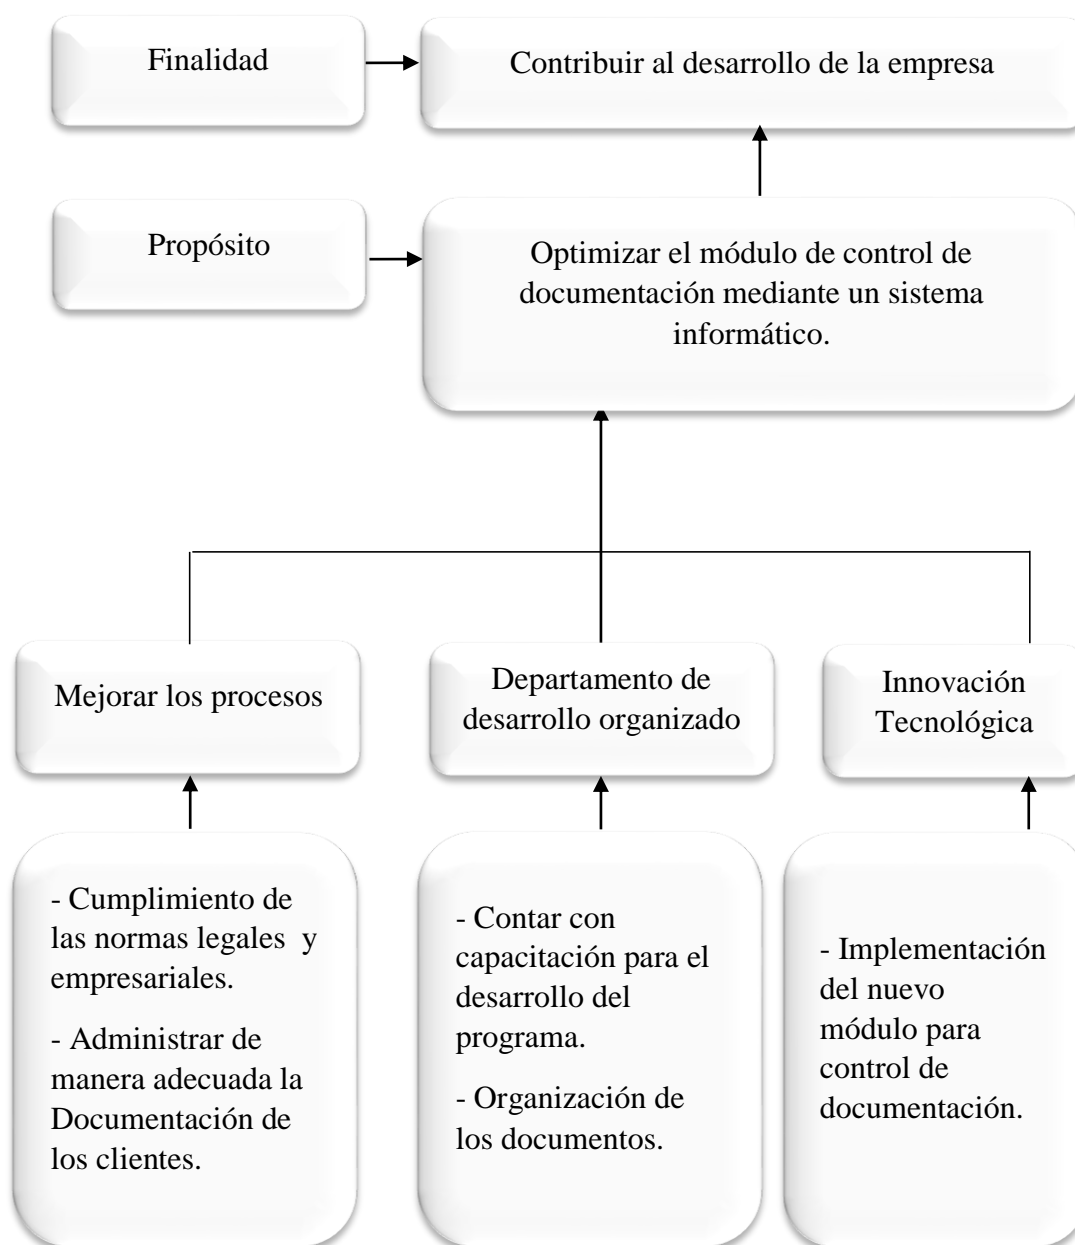 Finalidad
Contribuir al desarrollo de la empresa
Propósito
Optimizar el módulo de control de
documentación mediante un sistema
informático.
Mejorar los procesos
Departamento de
desarrollo organizado
Innovación
Tecnológica
- Cumplimiento de
las normas legales  y
empresariales.
- Administrar de
manera adecuada la
Documentación de
los clientes.
- Contar con
capacitación para el
desarrollo del
programa.
- Organización de
los documentos.
- Implementación
del nuevo
módulo para
control de
documentación.